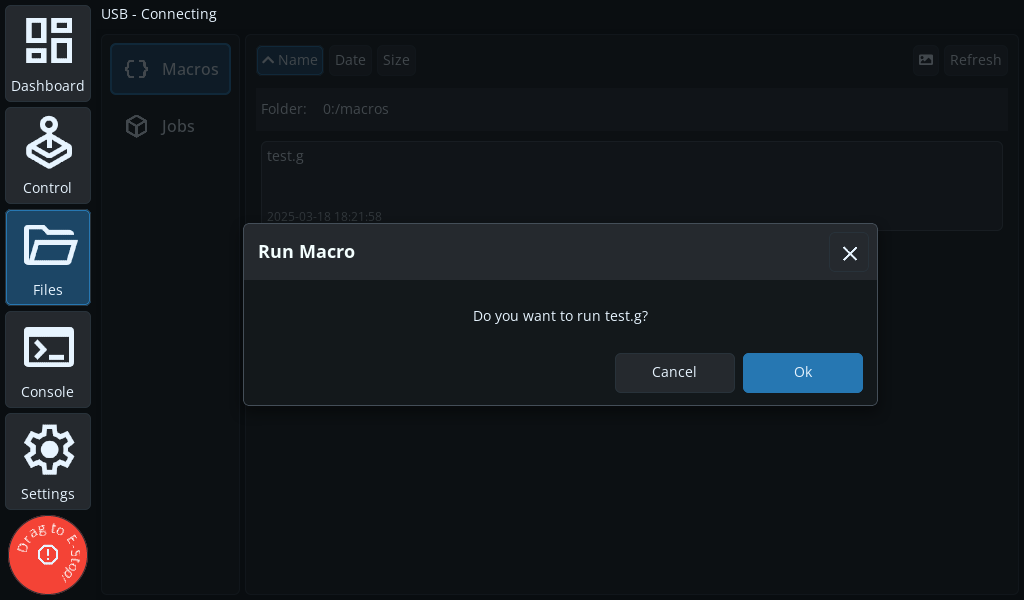 USB - Connecting
Dashboard
Control
Files
Console
Settings
Drag to E-Stop!
Macros
Jobs
Name Date Size Refresh
Folder: 0:/macros
test.g
2025-03-18 18:21:58
Run Macro
Do you want to run test.g?
Cancel Ok